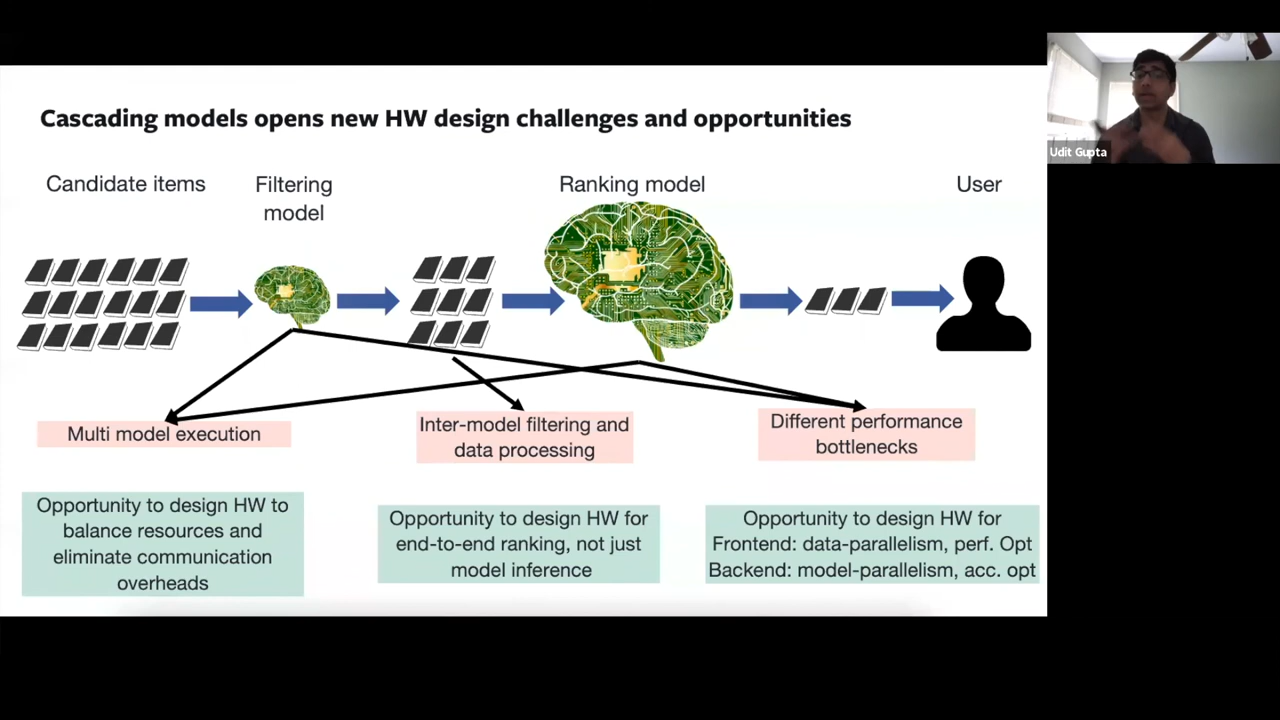 Cascading models opens new HW design challenges and opportunities
Udit Gupta
Candidate items
Filtering
model
Ranking model
User
Multi model execution
Inter-model filtering and
data processing
Different performance
bottlenecks
Opportunity to design HW to
balance resources and
eliminate communication
overheads
Opportunity to design HW for
end-to-end ranking, not just
model inference
Opportunity to design HW for
Frontend: data-parallelism, perf. Opt
Backend: model-parallelism, acc. opt